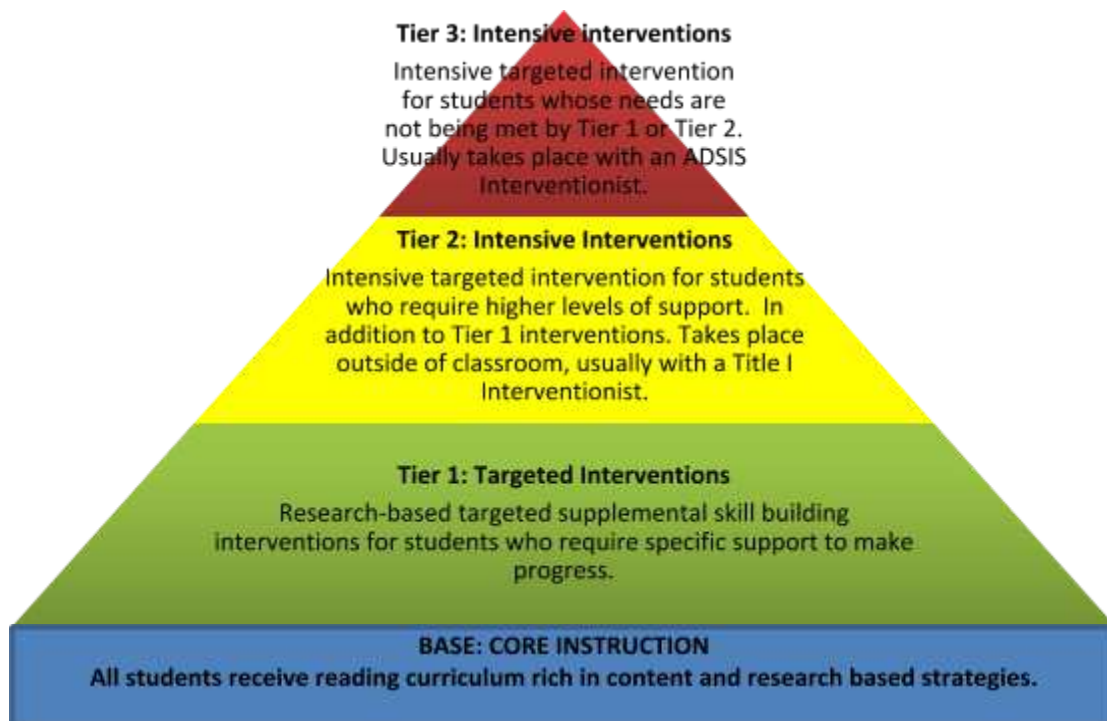 Tier 3: Intensive interventions
Intensive targeted intervention
for students whose needs are
not being met by Tier 1 or Tier 2.
Usually takes place with an ADSIS
Interventionist.
Tier 2: Intensive Interventions
Intensive targeted intervention for students
who require higher levels of support. In
addition to Tier 1 interventions. Takes place
outside of classroom, usually with a Title I
Interventionist.
Tier 1: Targeted Interventions
Research-based targeted supplemental skill building
interventions for students who require specific support to make
progress.
BASE: CORE INSTRUCTION
All students receive reading curriculum rich in content and research based strategies.